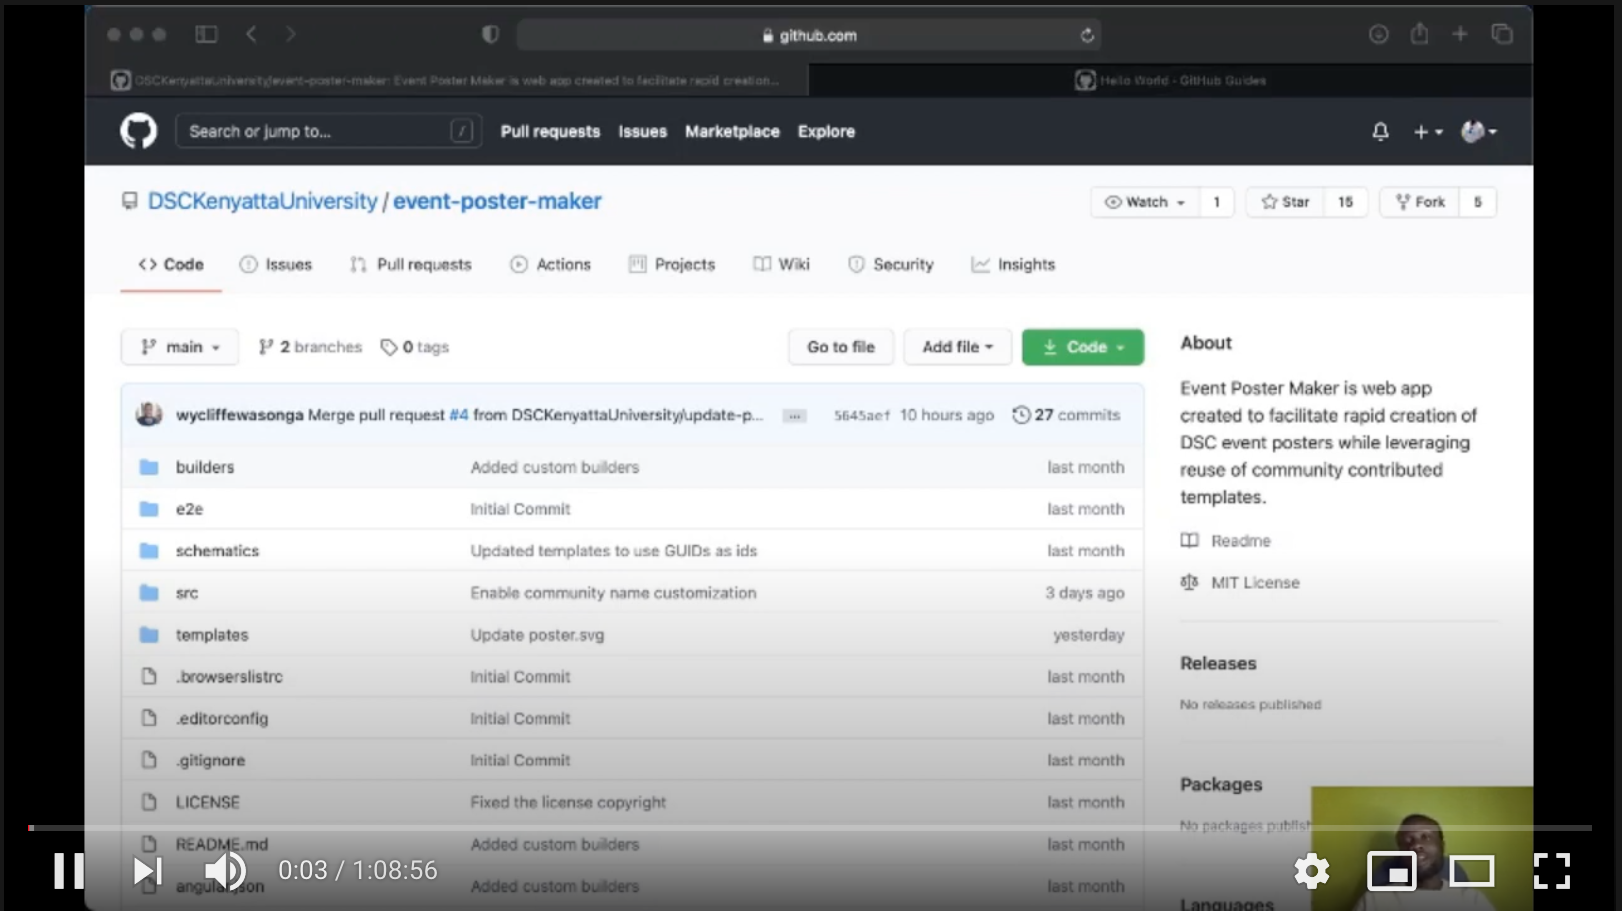 github.com
DSCKenyattaUniversity/event-poster-maker: Event Poster Maker is web app created to facilitate rapid creation...
Hello World - GitHub Guides
Search or jump to...
/
Pull requests
Issues
Marketplace
Explore
DSCKenyattaUniversity / event-poster-maker
Watch
1
Star
15
Fork
5
Code
Issues
Pull requests
Actions
Projects
Wiki
Security
Insights
main
2 branches
0 tags
Go to file
Add file
Code
wycliffewasonga Merge pull request #4 from DSCKenyattaUniversity/update-p...
...
5645aef
10 hours ago
27 commits
builders
Added custom builders
last month
e2e
Initial Commit
last month
schematics
Updated templates to use GUIDs as ids
last month
src
Enable community name customization
3 days ago
templates
Update poster.svg
yesterday
.browserslistrc
Initial Commit
last month
.editorconfig
Initial Commit
last month
.gitignore
Initial Commit
last month
LICENSE
Fixed the license copyright
last month
README.md
Added custom builders
last month
angular.json
Added custom builders
last month
About
Event Poster Maker is web app
created to facilitate rapid creation of
DSC event posters while leveraging
reuse of community contributed
templates.
Readme
MIT License
Releases
No releases published
Packages
No packages publish
Languages
0:03 / 1:08:56